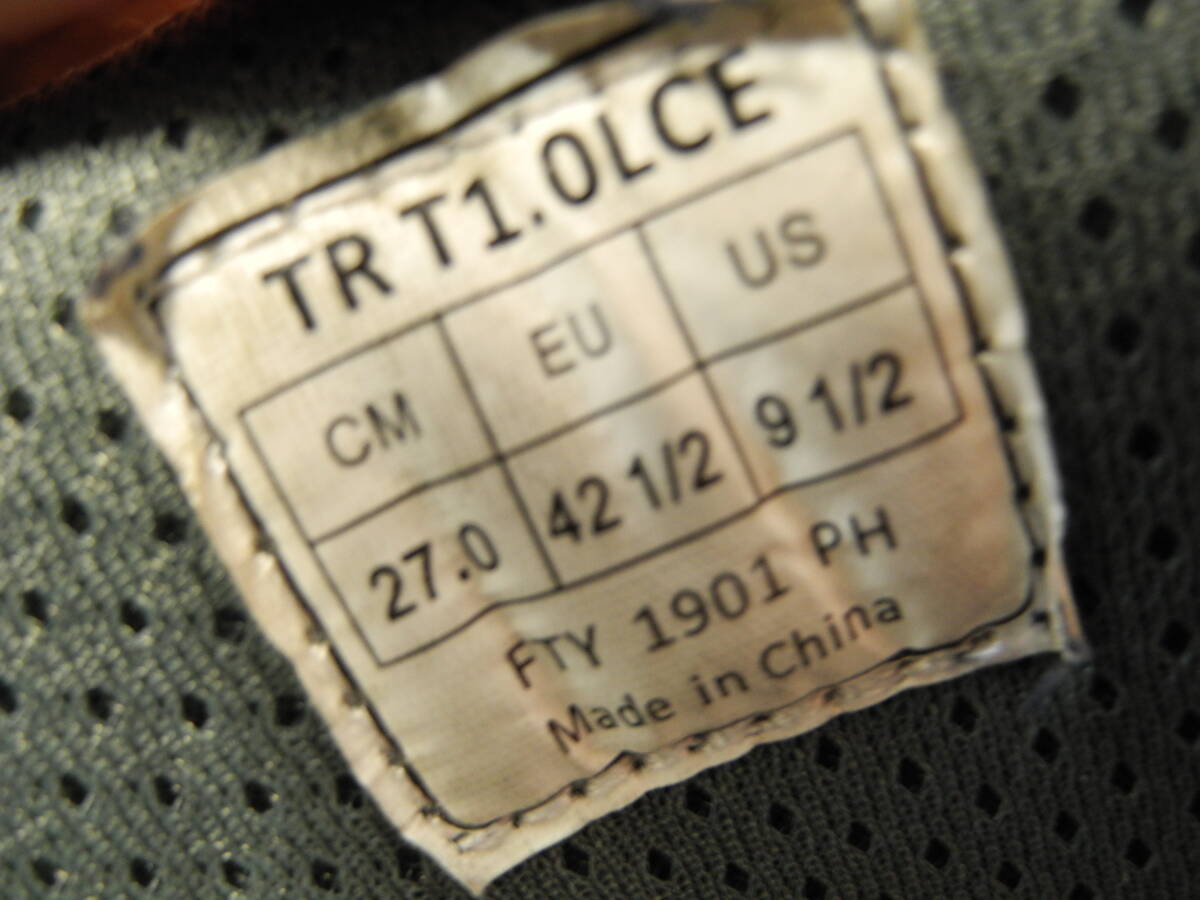 TR T1.0LCE
CM EU US
27.0 42 1/2 9 1/2
FTY 1901 PH
Made in China